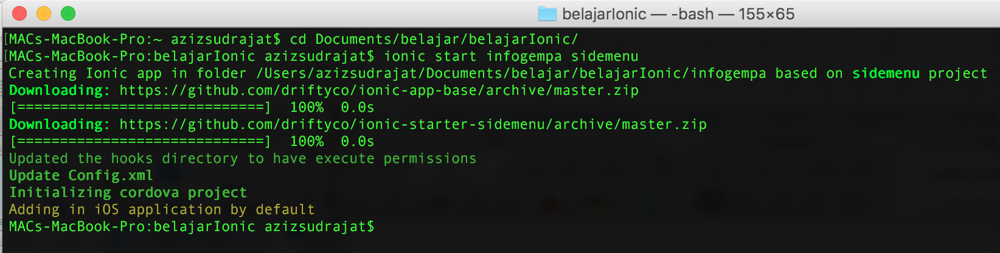 belajarIonic — -bash — 155×65
[MACs-MacBook-Pro:~ azizsudrajat$ cd Documents/belajar/belajarIonic/
[MACs-MacBook-Pro:belajarIonic azizsudrajat$ ionic start infogempa sidemenu
Creating Ionic app in folder /Users/azizsudrajat/Documents/belajar/belajarIonic/infogempa based on sidemenu project
Downloading: https://github.com/driftyco/ionic-app-base/archive/master.zip
[=============================]  100%  0.0s
Downloading: https://github.com/driftyco/ionic-starter-sidemenu/archive/master.zip
[=============================]  100%  0.0s
Updated the hooks directory to have execute permissions
Update Config.xml
Initializing cordova project
Adding in iOS application by default
MACs-MacBook-Pro:belajarIonic azizsudrajat$